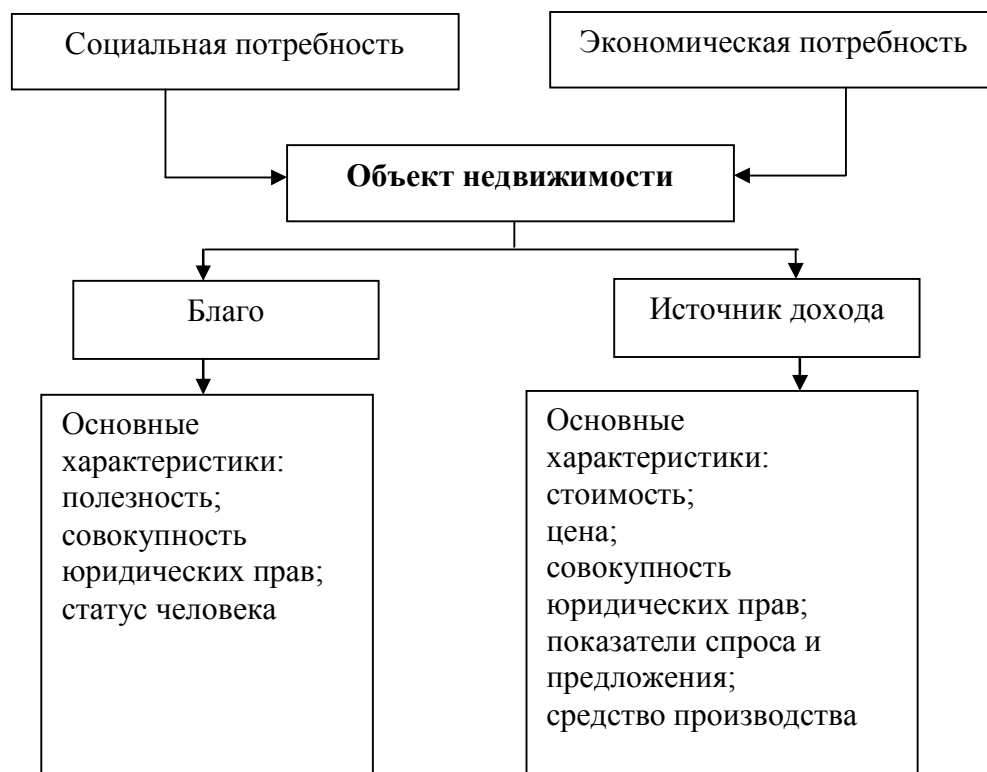 Социальная потребность
Экономическая потребность
Объект недвижимости
Благо
Источник дохода
Основные
характеристики:
полезность;
совокупность
юридических прав;
статус человека
Основные
характеристики:
стоимость;
цена;
совокупность
юридических прав;
показатели спроса и
предложения;
средство производства